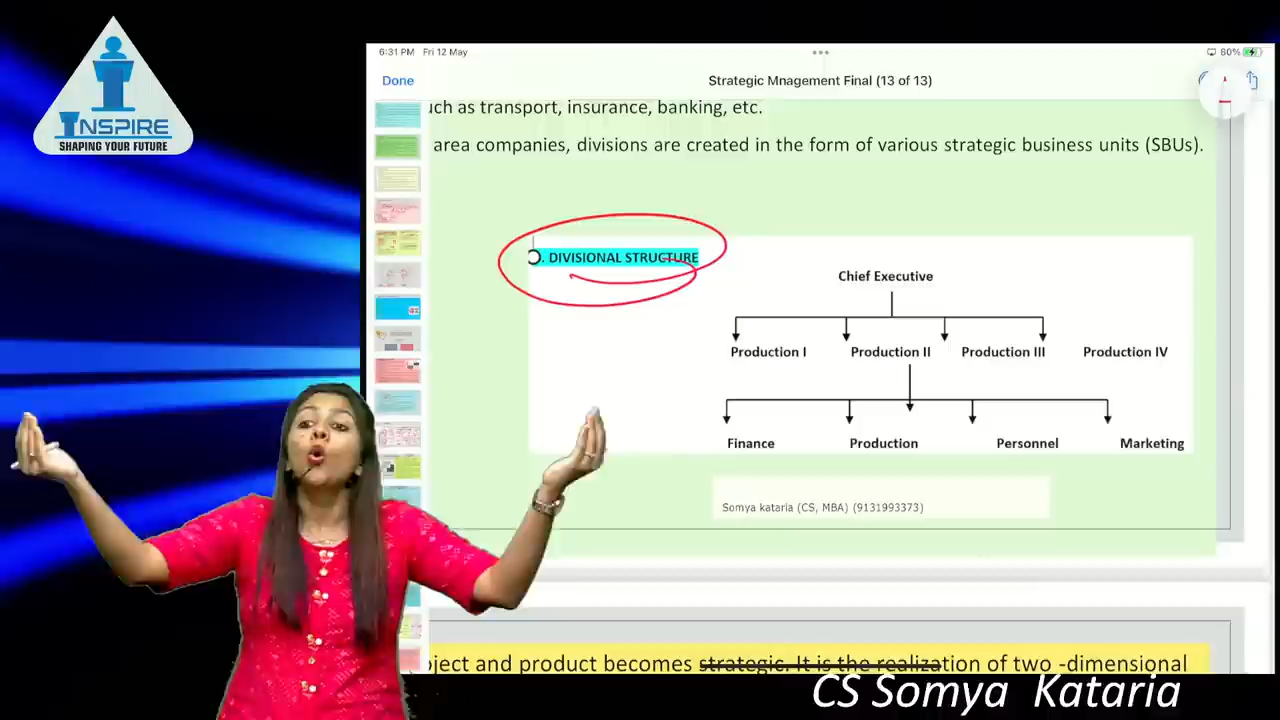 INSPIRE
SHAPING YOUR FUTURE
6:31 PM Fri 12 May
80%
Done
Strategic Mnagement Final (13 of 13)
uch as transport, insurance, banking, etc.
area companies, divisions are created in the form of various strategic business units (SBUs).
. DIVISIONAL STRUCTURE
Chief Executive
Production I Production II Production III Production IV
Finance Production Personnel Marketing
Somya kataria (CS, MBA) (9131993373)
oject and product becomes strategic. It is the realization of two -dimensional
CS Somya Kataria